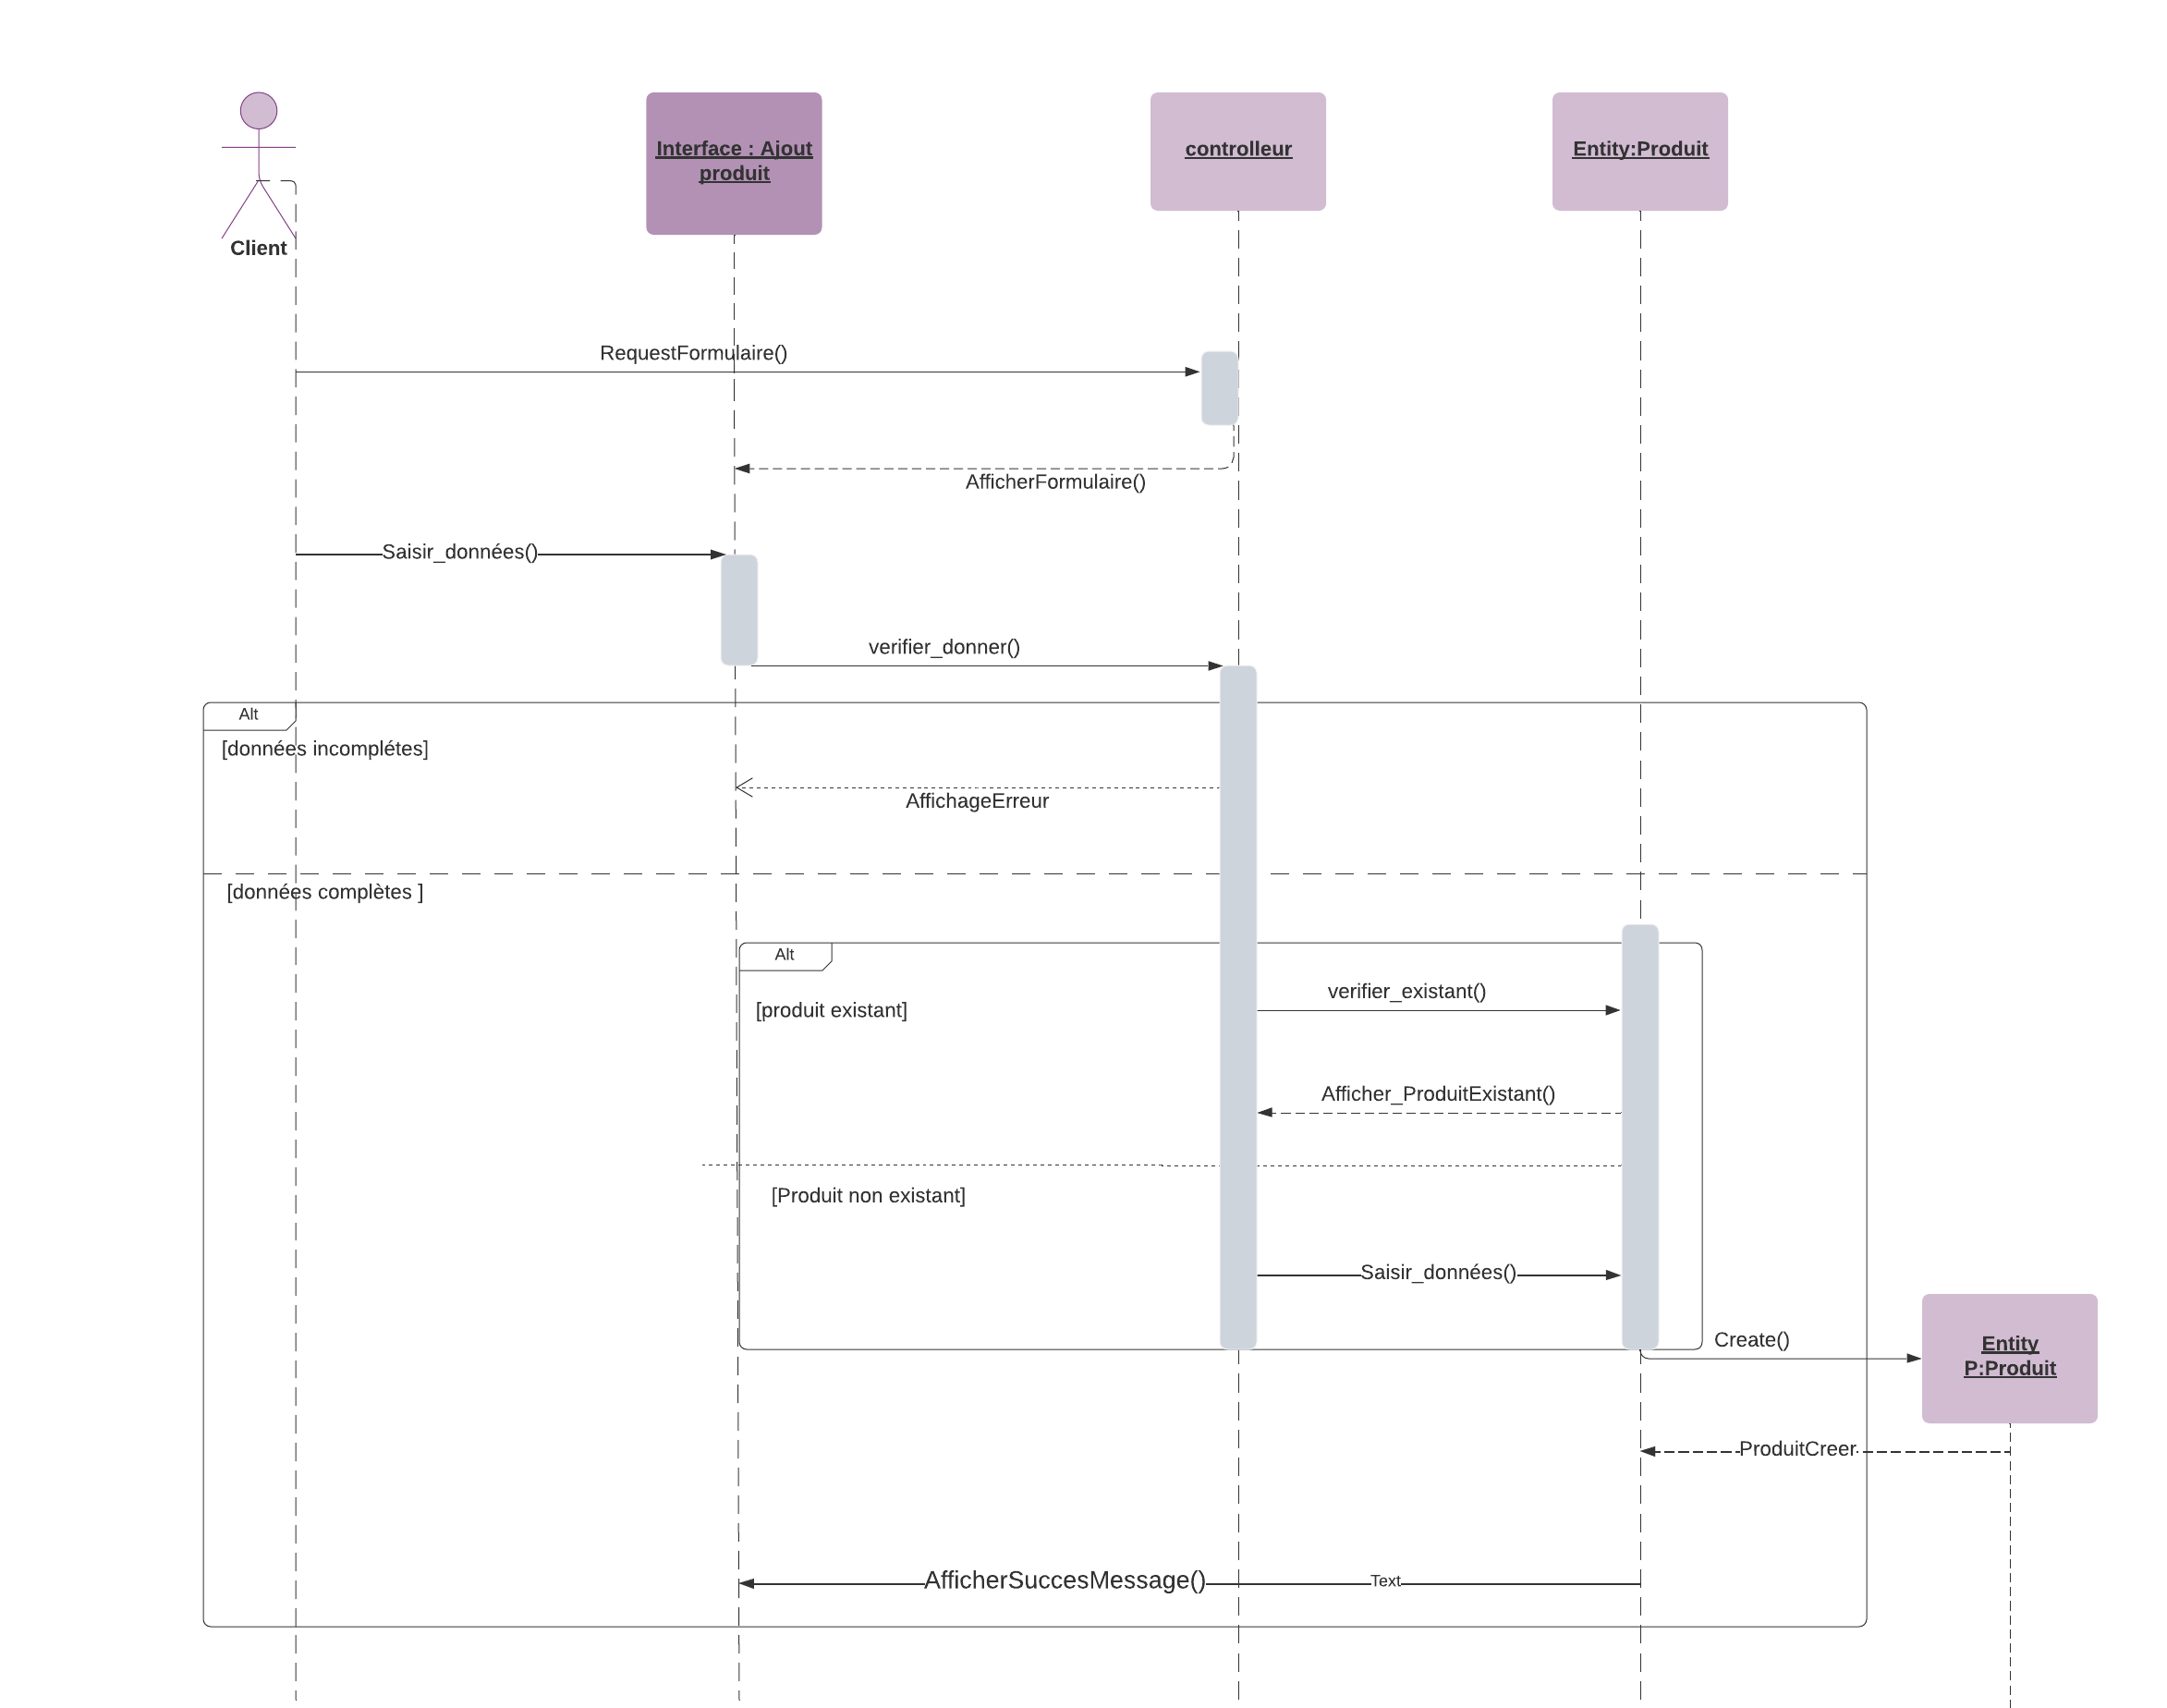 Client
Interface : Ajout
produit
controlleur
Entity:Produit
RequestFormulaire()
AfficherFormulaire()
Saisir_données()
verifier_donner()
Alt
[données incomplétes]
AffichageErreur
[données complètes ]
Alt
verifier_existant()
[produit existant]
Afficher_ProduitExistant()
[Produit non existant]
Saisir_données()
Create()
Entity
P:Produit
ProduitCreer
AfficherSuccesMessage()
Text